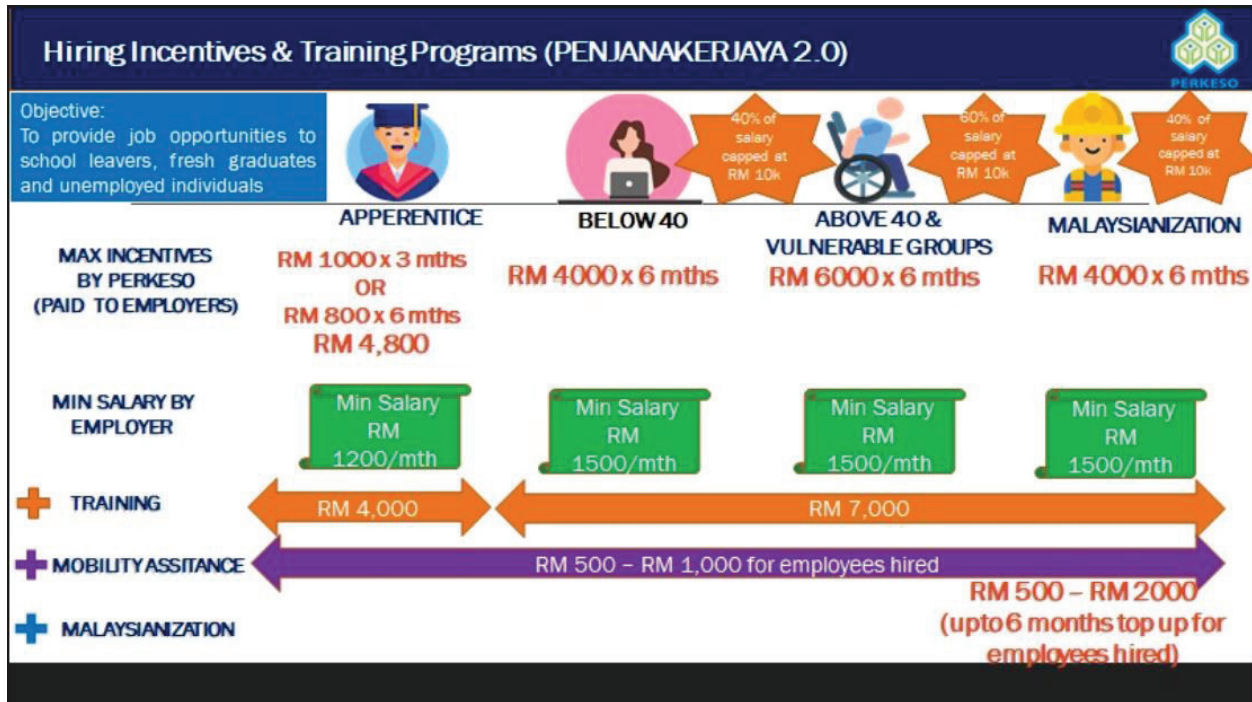 Hiring Incentives & Training Programs (PENJANAKERJAYA 2.0)
PERKESO
Objective:
To provide job opportunities to
school leavers, fresh graduates
and unemployed individuals
40% of
salary
capped at
RM 10k
60% of
salary
capped at
RM 10k
40% of
salary
capped at
RM 10k
APPERENTICE
BELOW 40
ABOVE 40 &
VULNERABLE GROUPS
MALAYSIANIZATION
MAX INCENTIVES
BY PERKESO
(PAID TO EMPLOYERS)
RM 1000 x 3 mths
OR
RM 800 x 6 mths
RM 4,800
RM 4000 x 6 mths
RM 6000 x 6 mths
RM 4000 x 6 mths
MIN SALARY BY
EMPLOYER
Min Salary
RM
1200/mth
Min Salary
RM
1500/mth
Min Salary
RM
1500/mth
Min Salary
RM
1500/mth
TRAINING
RM 4,000
RM 7,000
MOBILITY ASSITANCE
RM 500 – RM 1,000 for employees hired
MALAYSIANIZATION
RM 500 – RM 2000
(upto 6 months top up for
employees hired)